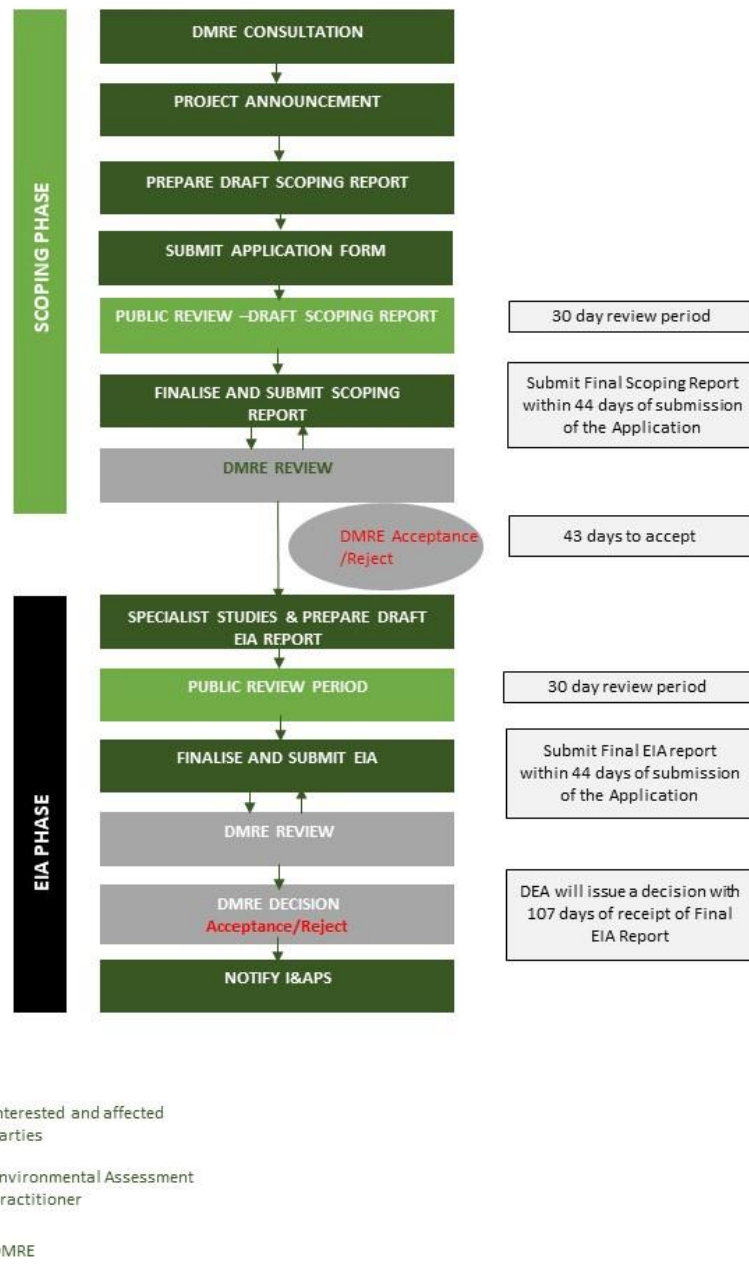 SCOPING PHASE
DMRE CONSULTATION
PROJECT ANNOUNCEMENT
PREPARE DRAFT SCOPING REPORT
SUBMIT APPLICATION FORM
PUBLIC REVIEW –DRAFT SCOPING REPORT
30 day review period
FINALISE AND SUBMIT SCOPING
REPORT
Submit Final Scoping Report
within 44 days of submission
of the Application
DMRE REVIEW
DMRE Acceptance
/Reject
43 days to accept
EIA PHASE
SPECIALIST STUDIES & PREPARE DRAFT
EIA REPORT
PUBLIC REVIEW PERIOD
30 day review period
FINALISE AND SUBMIT EIA
Submit Final EIA report
within 44 days of submission
of the Application
DMRE REVIEW
DMRE DECISION
Acceptance/Reject
DEA will issue a decision with
107 days of receipt of Final
EIA Report
NOTIFY I&APS
nterested and affected
arties
nvironmental Assessment
ractitioner
MRE